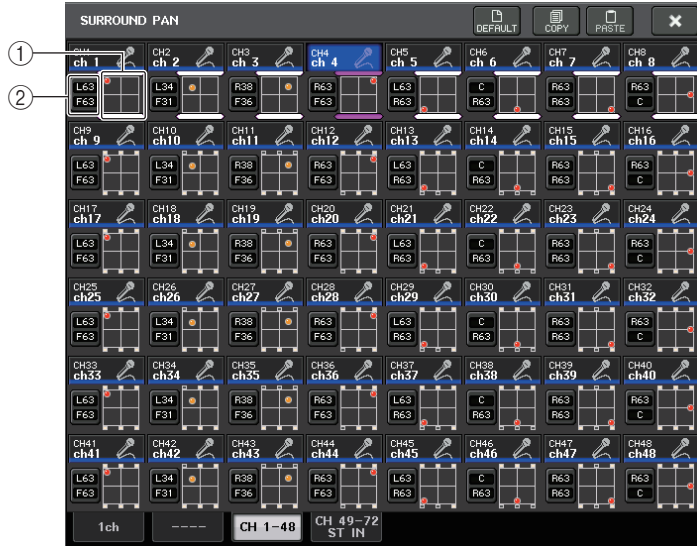 SURROUND PAN
DEFAULT COPY PASTE ×
① ②
CH1 CH2 CH3 CH4 CH5 CH6 CH7 CH8
ch 1 ch 2 ch 3 ch 4 ch 5 ch 6 ch 7 ch 8
L63 L34 R38 R63 L63 C R63 R63
F63 F31 F36 F63 R63 R63 R63 C
CH9 CH10 CH11 CH12 CH13 CH14 CH15 CH16
ch 9 ch10 ch11 ch12 ch13 ch14 ch15 ch16
L63 L34 R38 R63 L63 C R63 R63
F63 F31 F36 F63 R63 R63 R63 C
CH17 CH18 CH19 CH20 CH21 CH22 CH23 CH24
ch17 ch18 ch19 ch20 ch21 ch22 ch23 ch24
L63 L34 R38 R63 L63 C R63 R63
F63 F31 F36 F63 R63 R63 R63 C
CH25 CH26 CH27 CH28 CH29 CH30 CH31 CH32
ch25 ch26 ch27 ch28 ch29 ch30 ch31 ch32
L63 L34 R38 R63 L63 C R63 R63
F63 F31 F36 F63 R63 R63 R63 C
CH33 CH34 CH35 CH36 CH37 CH38 CH39 CH40
ch33 ch34 ch35 ch36 ch37 ch38 ch39 ch40
L63 L34 R38 R63 L63 C R63 R63
F63 F31 F36 F63 R63 R63 R63 C
CH41 CH42 CH43 CH44 CH45 CH46 CH47 CH48
ch41 ch42 ch43 ch44 ch45 ch46 ch47 ch48
L63 L34 R38 R63 L63 C R63 R63
F63 F31 F36 F63 R63 R63 R63 C
1ch ---- CH 1-48 CH 49-72
ST IN